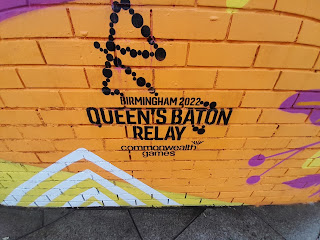 BIRMINGHAM 2022
QUEEN'S BATON
RELAY
commonwealth
games